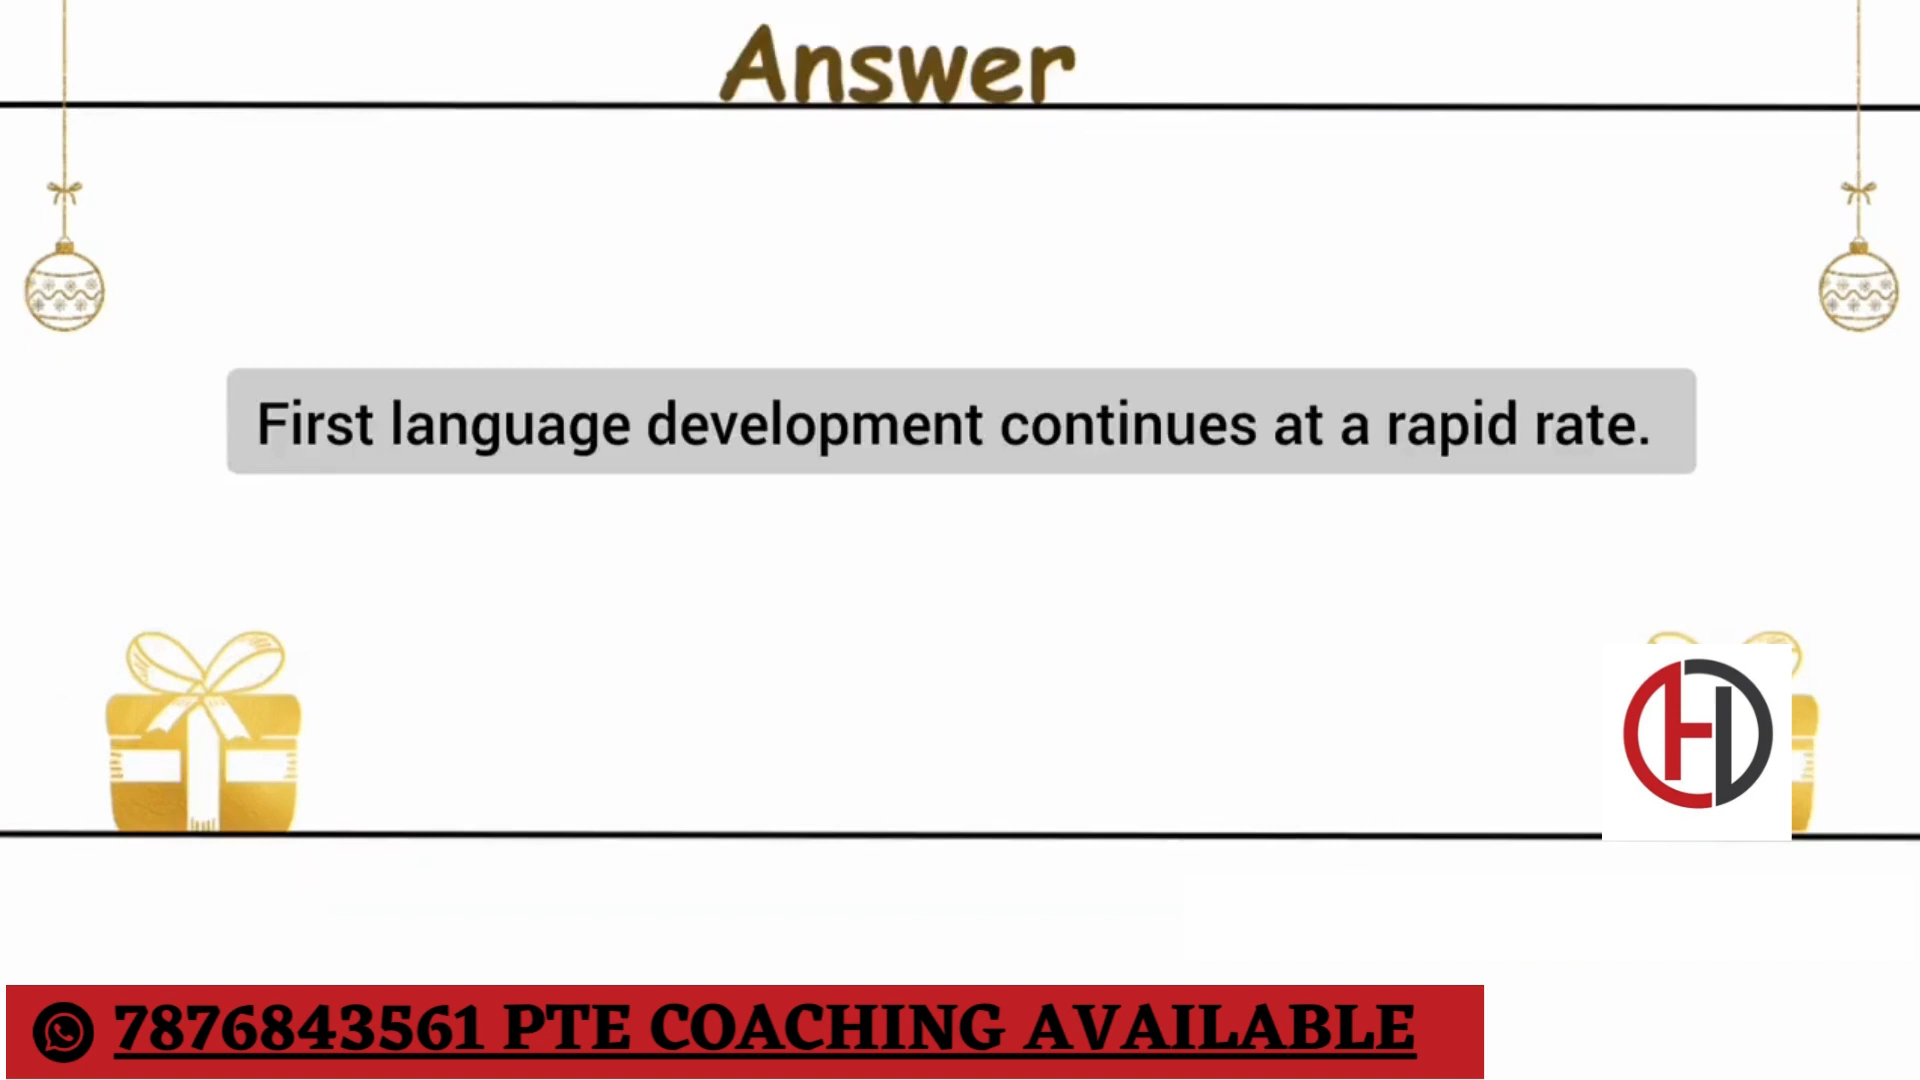 Answer
First language development continues at a rapid rate.
7876843561 PTE COACHING AVAILABLE